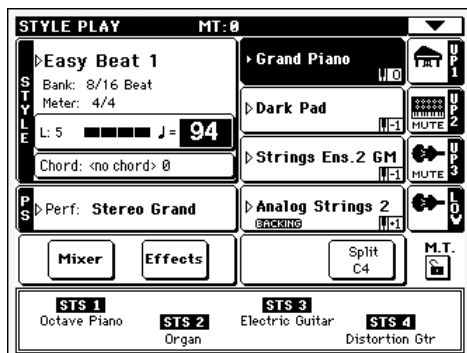 STYLE PLAY MT:0
STYLE
▷Easy Beat 1
Bank: 8/16 Beat
Meter: 4/4
L: 5 ♩= 94
Chord: <no chord> 0
Grand Piano
0
UP1
Dark Pad
-1
MUTE
UP2
Strings Ens.2 GM
-1
MUTE
UP3
PS
Perf: Stereo Grand
Analog Strings 2
BACKING
+1
LOW
Mixer
Effects
Split
C4
M.T.
STS 1
Octave Piano
STS 2
Organ
STS 3
Electric Guitar
STS 4
Distortion Gtr